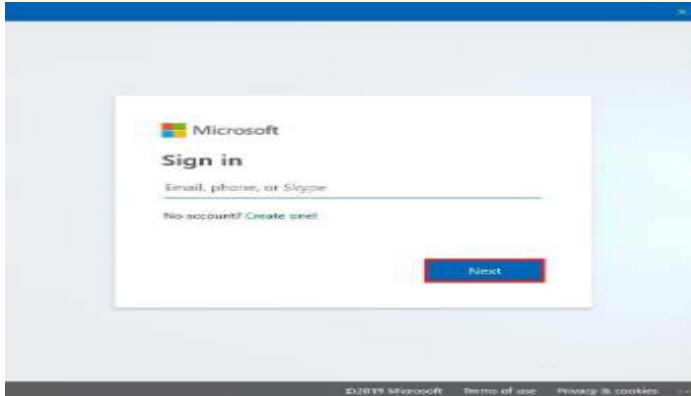 Microsoft
Sign in
Email, phone, or Skype
No account? Create one!
Next
©2019 Microsoft Terms of use Privacy & cookies ...